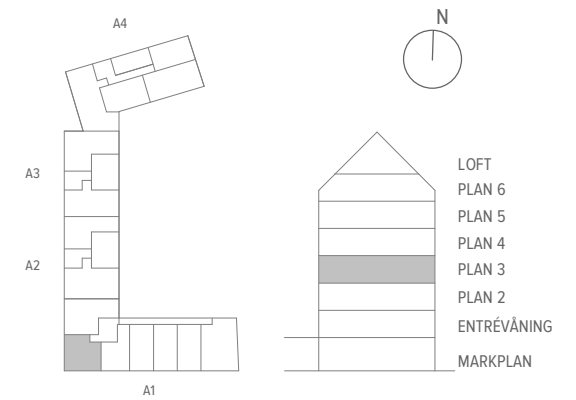 A4
N
A3
A2
A1
LOFT
PLAN 6
PLAN 5
PLAN 4
PLAN 3
PLAN 2
ENTRÉVÅNING
MARKPLAN